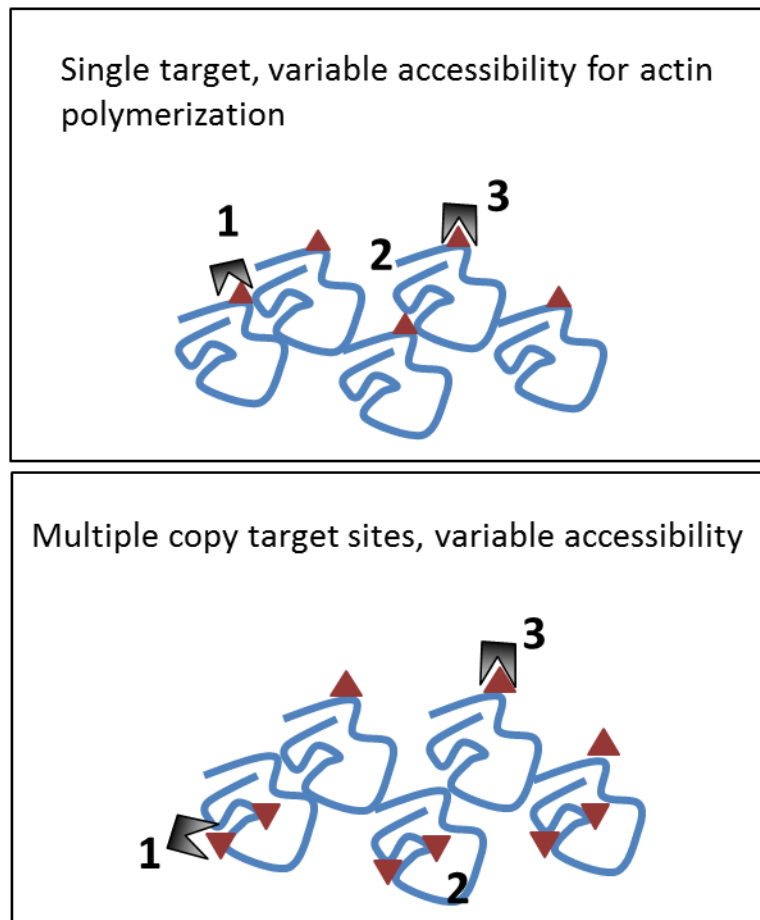 Single target, variable accessibility for actin
polymerization
1
2
3
Multiple copy target sites, variable accessibility
3
1
2